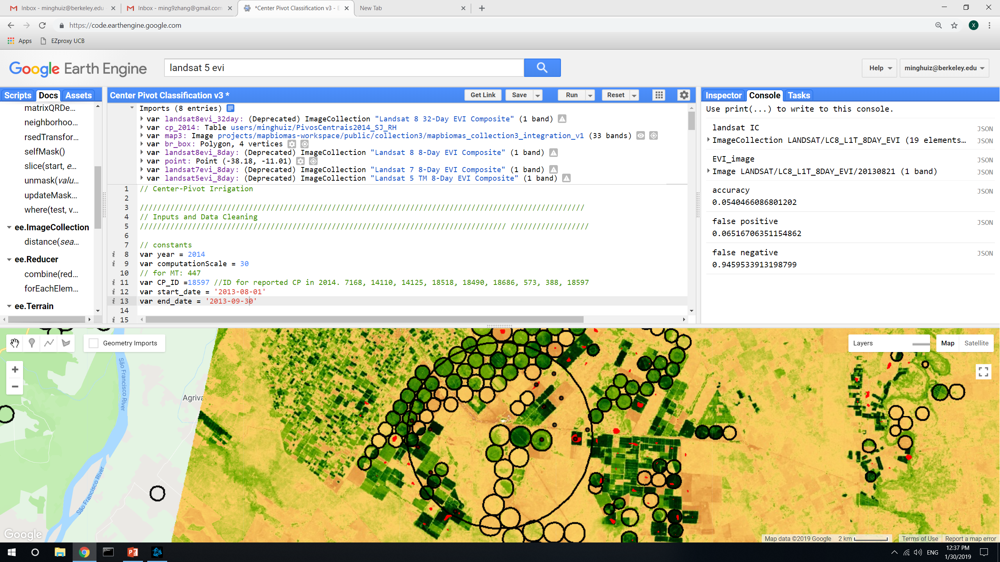 Inbox - minghuiz@berkeley.edu
Inbox - ming9zhang@gmail.com
*Center Pivot Classification v3 - E
New Tab
https://code.earthengine.google.com
X
Apps
EZproxy UCB
Google Earth Engine
landsat 5 evi
Help
minghuiz@berkeley.edu
Scripts
Docs
Assets
matrixQRDe...
neighborhoo...
rsedTransfor...
selfMask()
slice(start, e...
unmask(valu...
updateMask...
where(test, v...
ee.ImageCollection
distance(sea...
ee.Reducer
combine(red...
forEachElem...
ee.Terrain
Center Pivot Classification v3 *
Get Link
Save
Run
Reset
Imports (8 entries)
var landsat8evi_32day: (Deprecated) ImageCollection "Landsat 8 32-Day EVI Composite" (1 band)
var cp_2014: Table users/minghuiz/PivosCentrais2014_SJ_RH
var map3: Image projects/mapbiomas-workspace/public/collection3/mapbiomas_collection3_integration_v1 (33 bands)
var br_box: Polygon, 4 vertices
var landsat8evi_8day: (Deprecated) ImageCollection "Landsat 8 8-Day EVI Composite" (1 band)
var point: Point (-38.18, -11.01)
var landsat7evi_8day: (Deprecated) ImageCollection "Landsat 7 8-Day EVI Composite" (1 band)
var landsat5evi_8day: (Deprecated) ImageCollection "Landsat 5 TM 8-Day EVI Composite" (1 band)
1 // Center-Pivot Irrigation
2
3 ///////////////////////////////////////////////////////////////////////////////////////////////////////
4 // Inputs and Data Cleaning
5 ///////////////////////////////////////////////////////////////////////////////////// //////////////////
6
7 // constants
i 8 var year = 2014
i 9 var computationScale = 30
10 // for MT: 447
i 11 var CP_ID =18597 //ID for reported CP in 2014. 7168, 14110, 14125, 18518, 18490, 18686, 573, 388, 18597
i 12 var start_date = '2013-08-01'
i 13 var end_date = '2013-09-30'
14
i 15
Inspector
Console
Tasks
Use print(...) to write to this console.
landsat IC
JSON
ImageCollection LANDSAT/LC8_L1T_8DAY_EVI (19 elements...
JSON
EVI_image
JSON
Image LANDSAT/LC8_L1T_8DAY_EVI/20130821 (1 band)
JSON
accuracy
JSON
0.0540466086801202
false positive
JSON
0.06516706351154862
false negative
JSON
0.9459533913198799
Geometry Imports
Layers
Map
Satellite
São Francisco River
Agriva
São Francisco River
Google
Map data ©2019 Google
2 km
Terms of Use
Report a map error
ENG
12:37 PM
1/30/2019